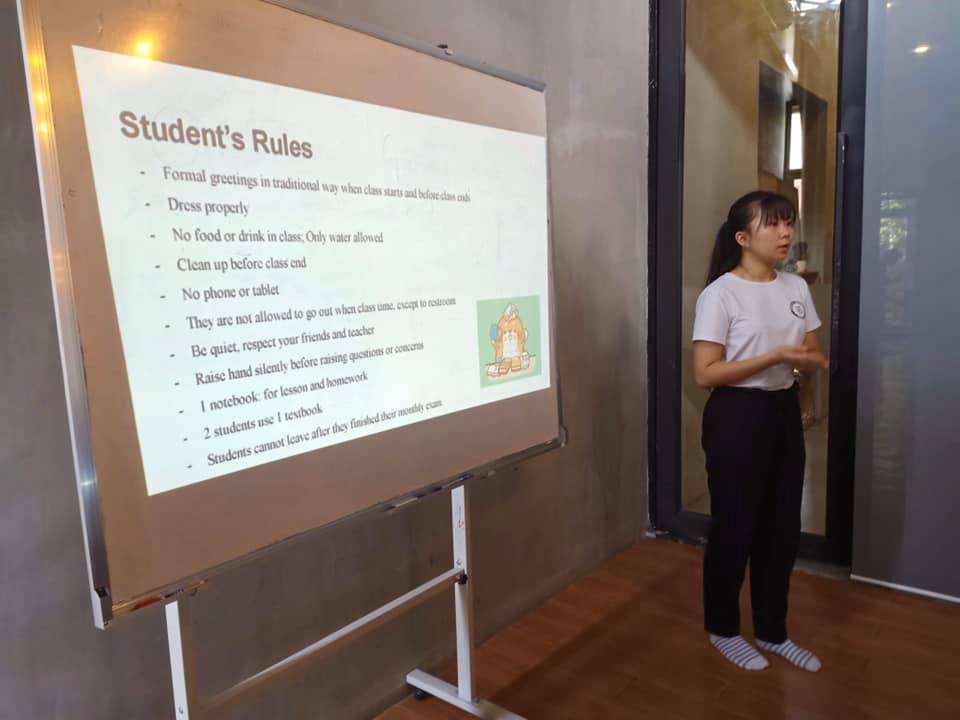 Student's Rules
- Formal greetings in traditional way when class starts and before class ends
- Dress properly
- No food or drink in class; Only water allowed
- Clean up before class end
- No phone or tablet
- They are not allowed to go out when class time, except to restroom
- Be quiet, respect your friends and teacher
- Raise hand silently before raising questions or concerns
- 1 notebook: for lesson and homework
- 2 students use 1 textbook
- Students cannot leave after they finished their monthly exam.